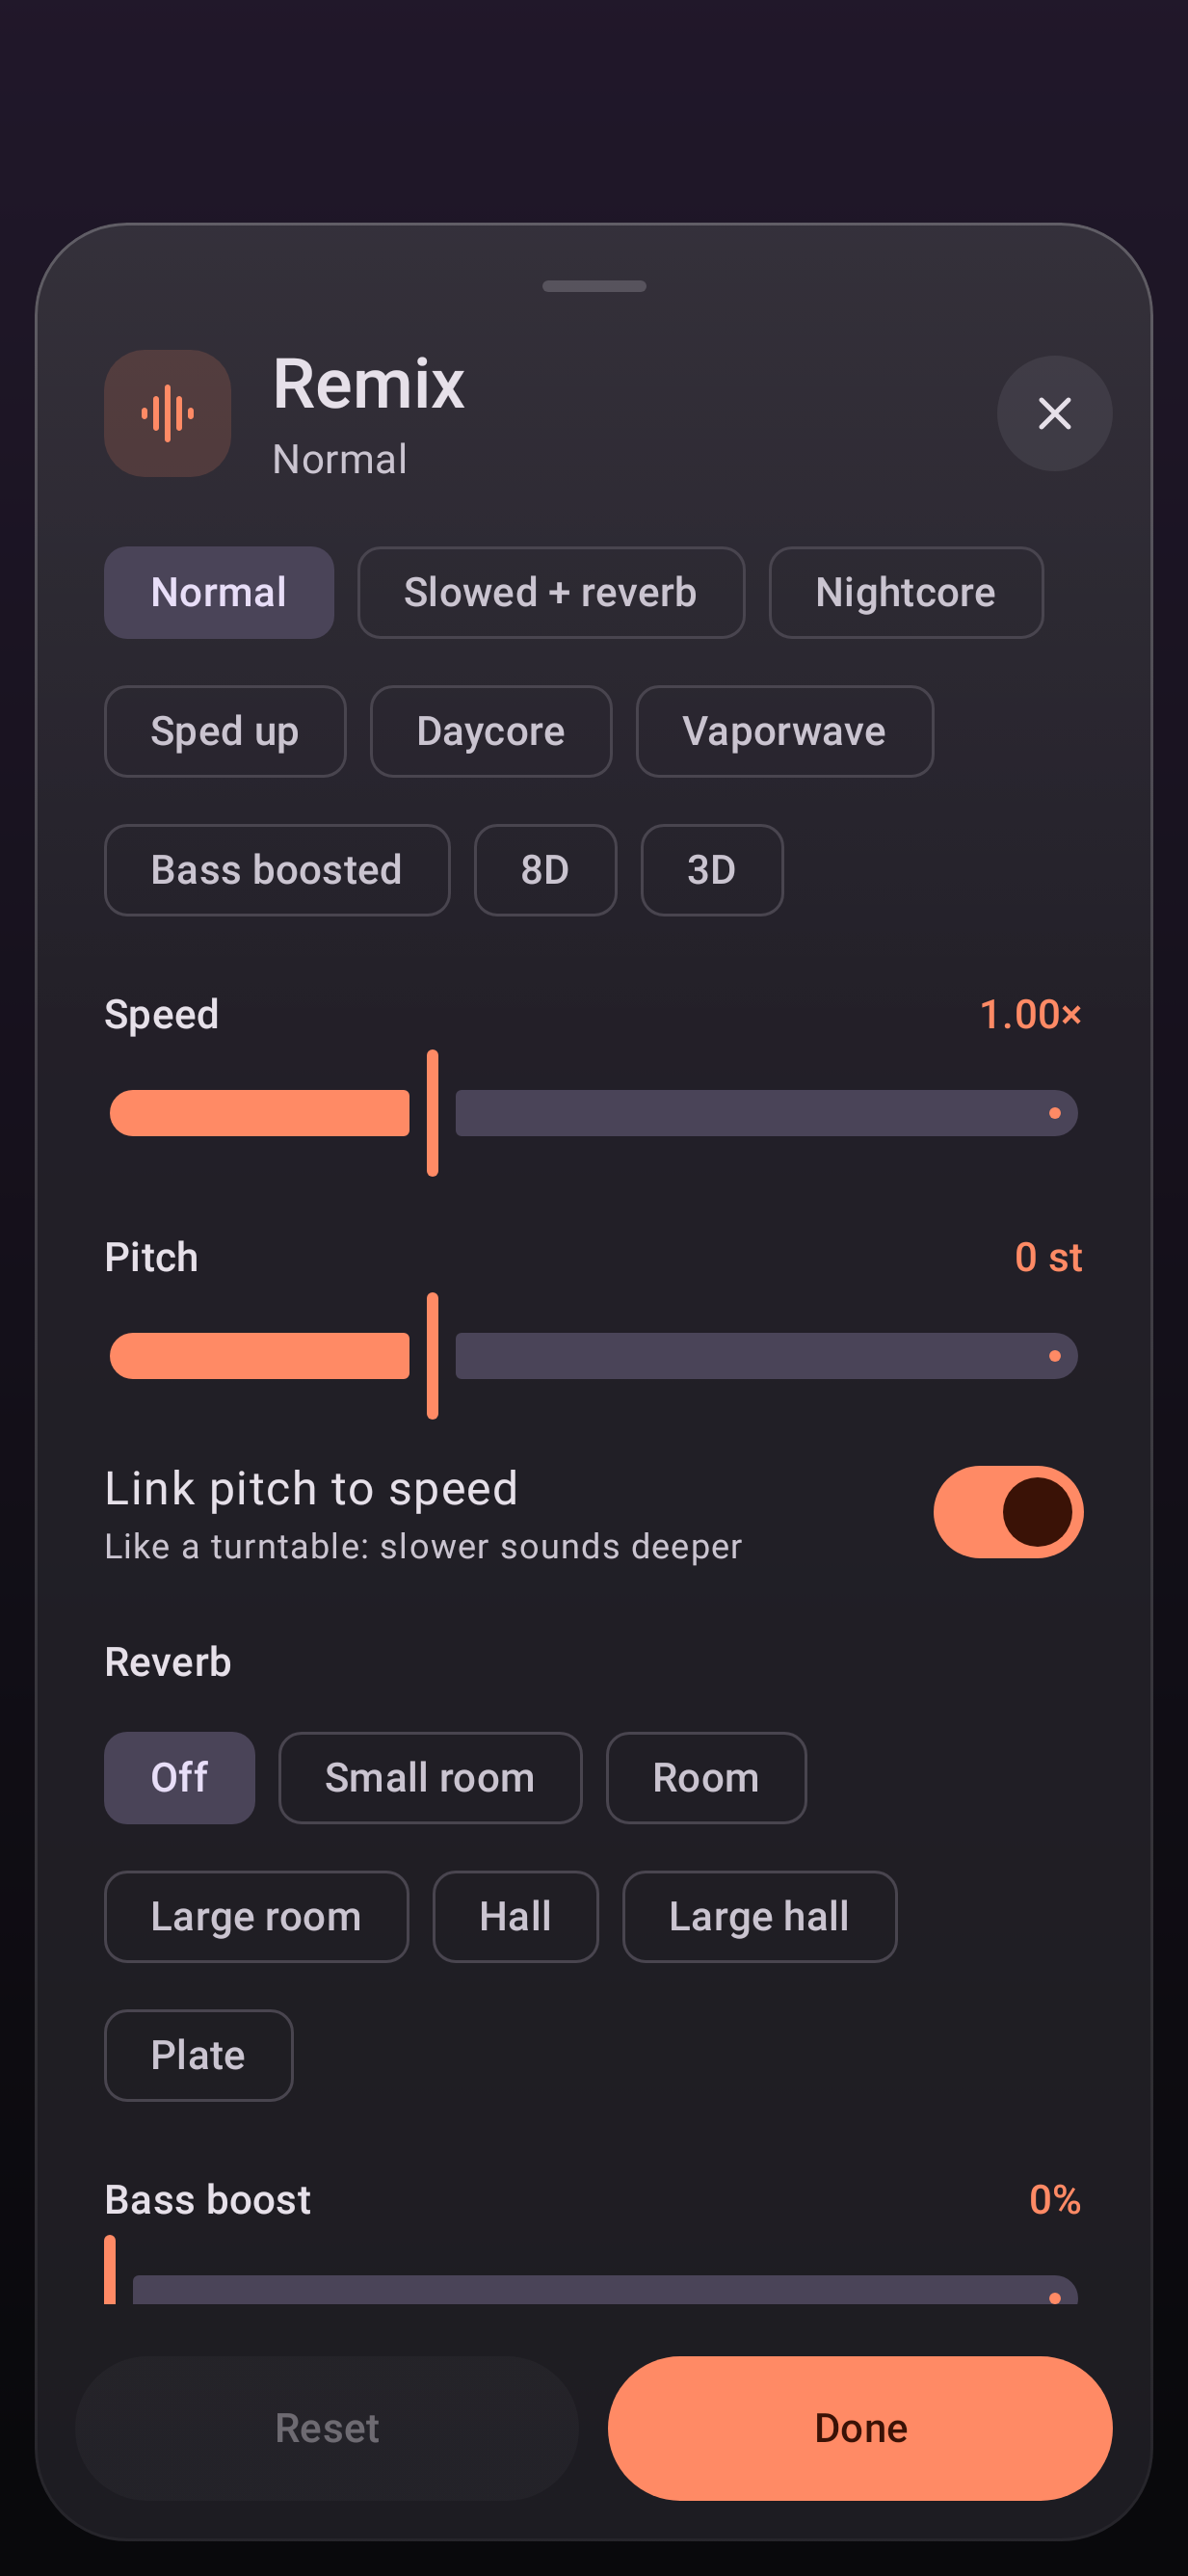 Remix
Normal
Normal Slowed + reverb Nightcore
Sped up Daycore Vaporwave
Bass boosted 8D 3D
Speed 1.00×
Pitch 0 st
Link pitch to speed
Like a turntable: slower sounds deeper
Reverb
Off Small room Room
Large room Hall Large hall
Plate
Bass boost 0%
Reset Done